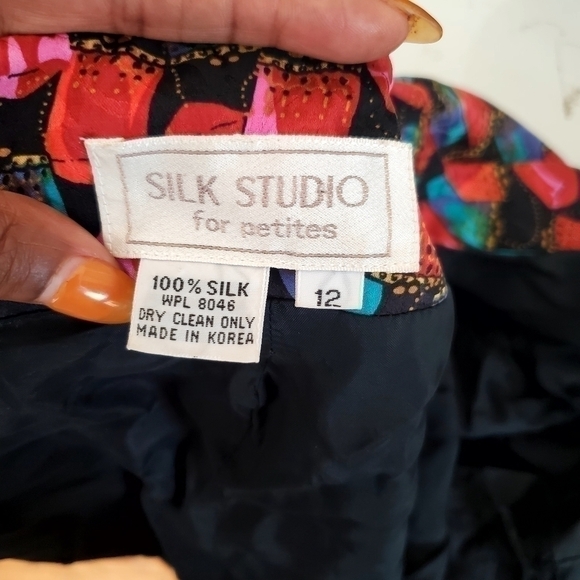 SILK STUDIO
for petites
100% SILK
WPL 8046
DRY CLEAN ONLY
MADE IN KOREA
12